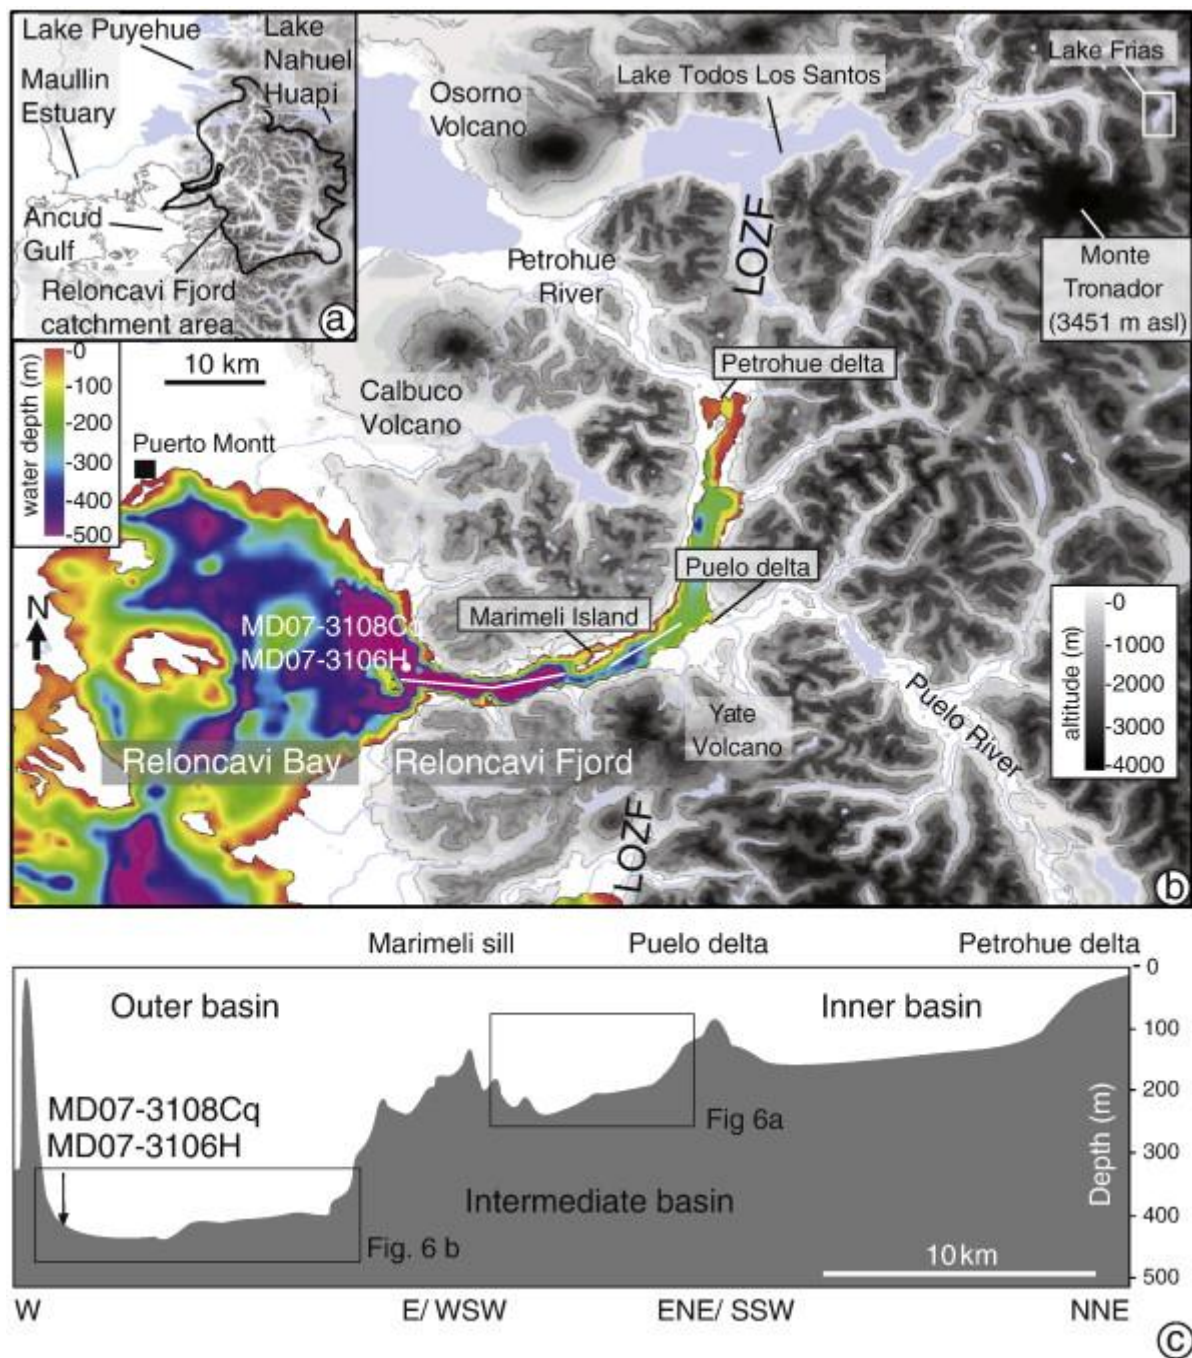 Lake Puyehue
Lake
Nahuel
Huapi
Maullin
Estuary
Ancud
Gulf
Reloncavi Fjord
catchment area
a
Osorno
Volcano
Lake Todos Los Santos
Lake Frias
LOZF
Petrohue
River
Monte
Tronador
(3451 m asl)
10 km
water depth (m)
-0
-100
-200
-300
-400
-500
Puerto Montt
Calbuco
Volcano
Petrohue delta
Puelo delta
Marimeli Island
N
MD07-3108C
MD07-3106H
altitude (m)
-0
-1000
-2000
-3000
-4000
Puelo River
Yate
Volcano
Reloncavi Bay
Reloncavi Fjord
LOZF
b
Marimeli sill
Puelo delta
Petrohue delta
Outer basin
Inner basin
MD07-3108Cq
MD07-3106H
Fig 6a
Intermediate basin
Fig. 6 b
10 km
Depth (m)
0
100
200
300
400
500
W
E/ WSW
ENE/ SSW
NNE
c